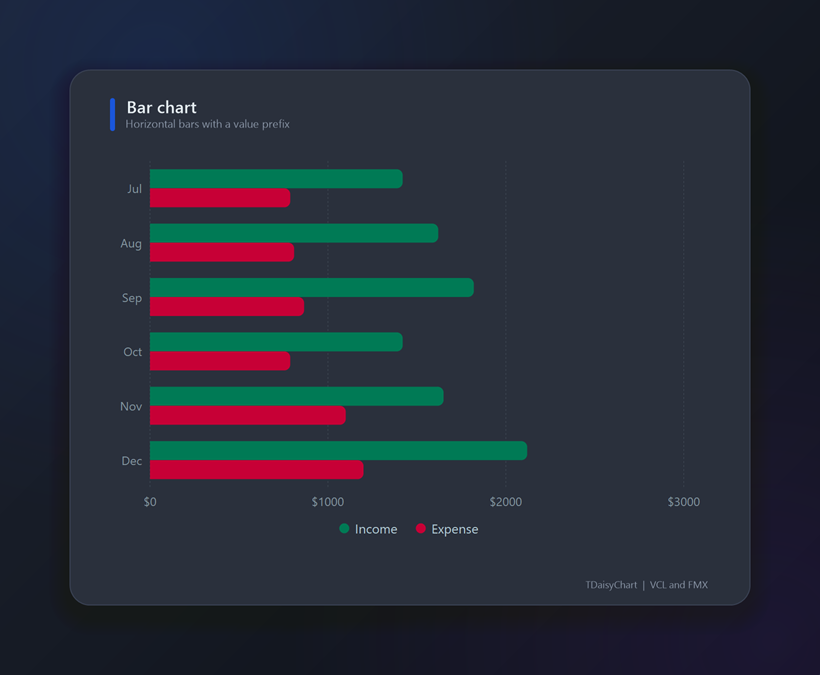 Bar chart
Horizontal bars with a value prefix
Jul
Aug
Sep
Oct
Nov
Dec
$0 $1000 $2000 $3000
Income Expense
TDaisyChart | VCL and FMX